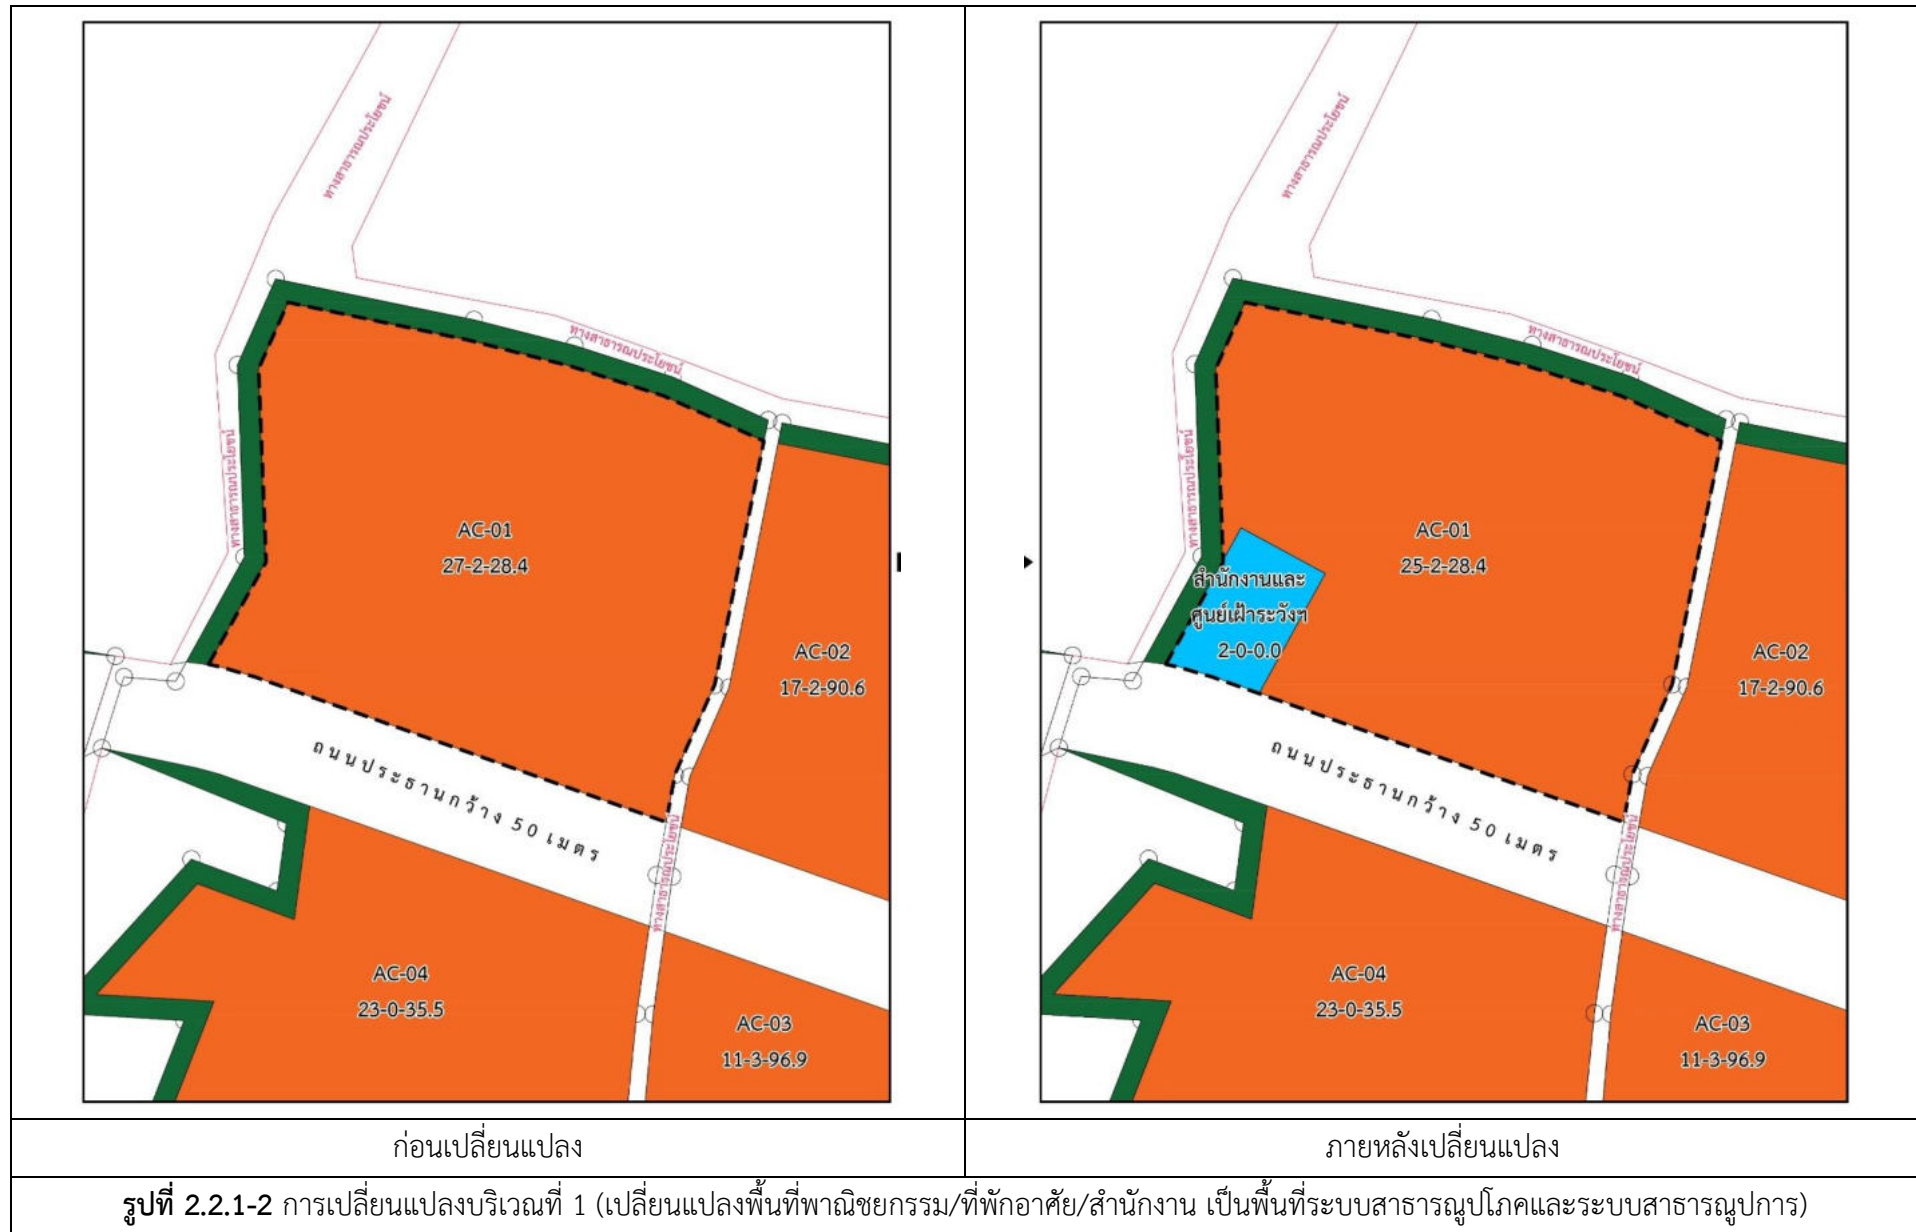 ทางสาธารณประโยชน์
ทางสาธารณประโยชน์
ทางสาธารณประโยชน์
AC-01
27-2-28.4
AC-02
17-2-90.6
ถนนประธานกว้าง 50 เมตร
ทางสาธารณประโยชน์
AC-04
23-0-35.5
AC-03
11-3-96.9
ทางสาธารณประโยชน์
ทางสาธารณประโยชน์
ทางสาธารณประโยชน์
AC-01
25-2-28.4
สำนักงานและ
ศูนย์เฝ้าระวังฯ
2-0-0.0
AC-02
17-2-90.6
ถนนประธานกว้าง 50 เมตร
ทางสาธารณประโยชน์
AC-04
23-0-35.5
AC-03
11-3-96.9
ก่อนเปลี่ยนแปลง
ภายหลังเปลี่ยนแปลง
รูปที่ 2.2.1-2 การเปลี่ยนแปลงบริเวณที่ 1 (เปลี่ยนแปลงพื้นที่พาณิชยกรรม/ที่พักอาศัย/สำนักงาน เป็นพื้นที่ระบบสาธารณูปโภคและระบบสาธารณูปการ)